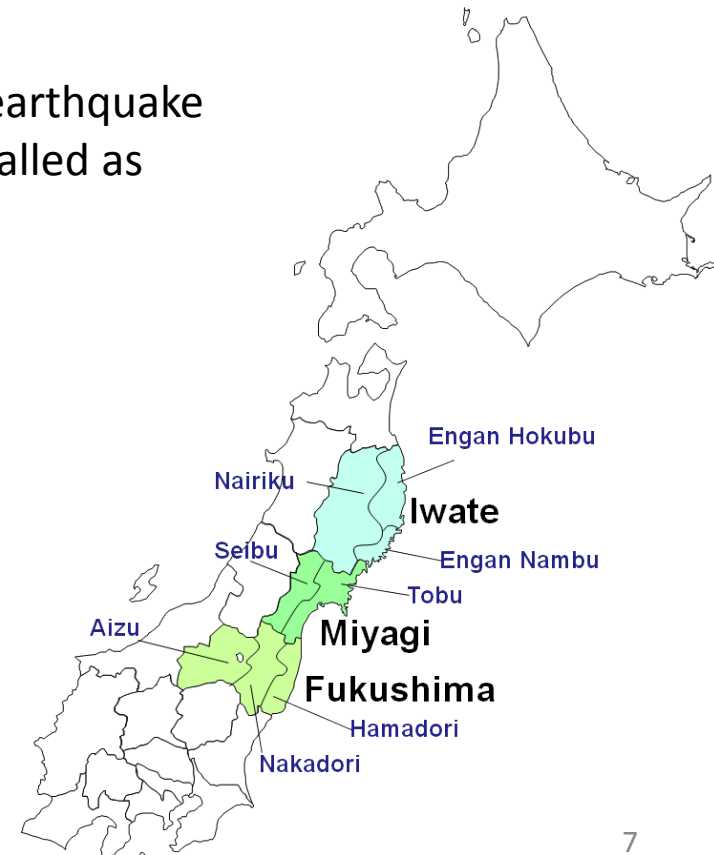 earthquake
alled as
Engan Hokubu
Nairiku
Iwate
Seibu
Engan Nambu
Tobu
Aizu
Miyagi
Fukushima
Hamadori
Nakadori
7